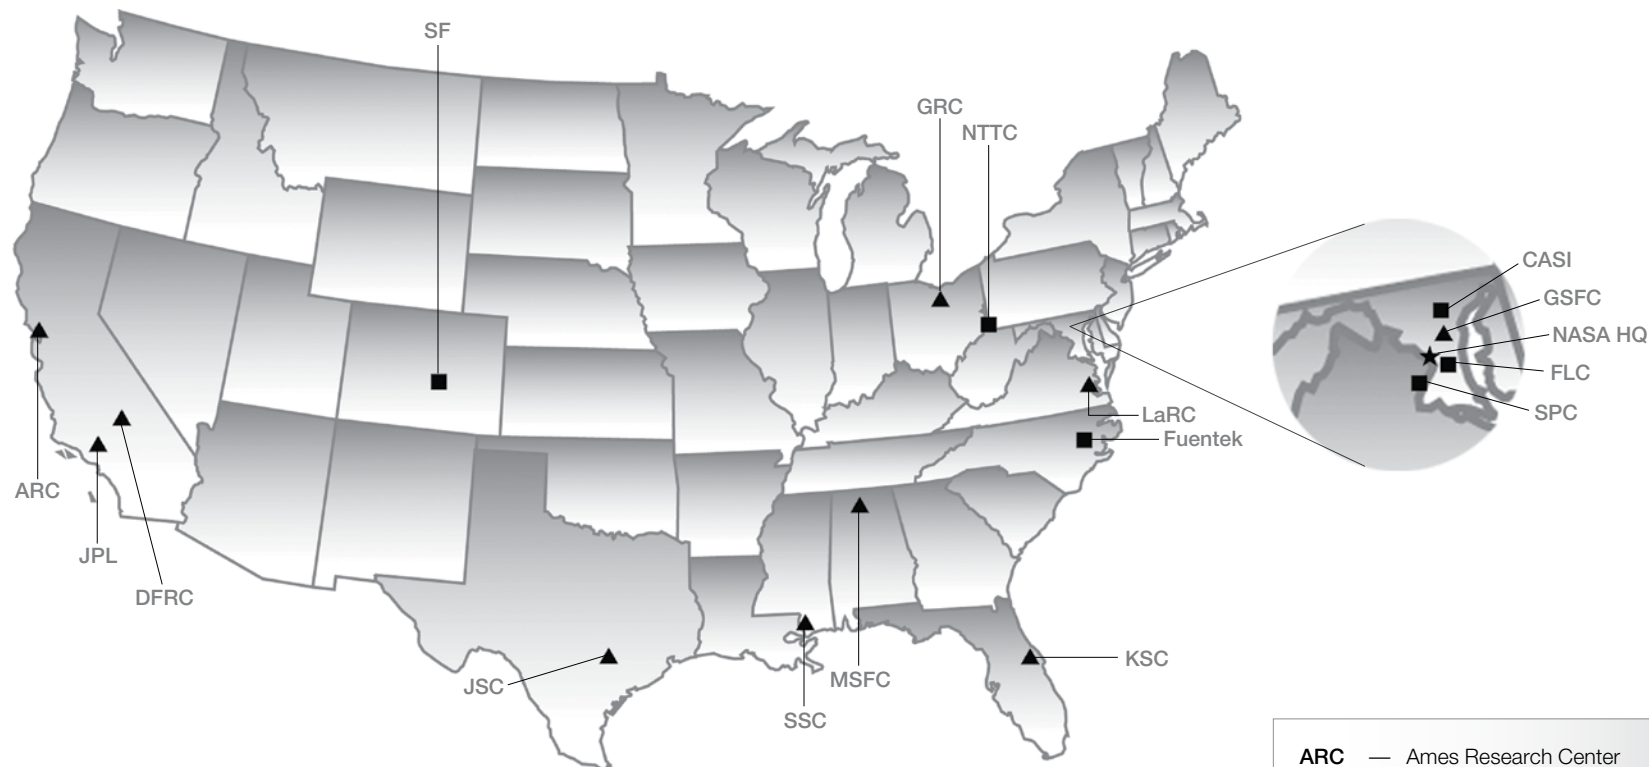 SF
GRC
NTTC
CASI
GSFC
NASA HQ
FLC
SPC
LaRC
Fuentek
ARC
JPL
DFRC
JSC
MSFC
KSC
SSC
ARC — Ames Research Center